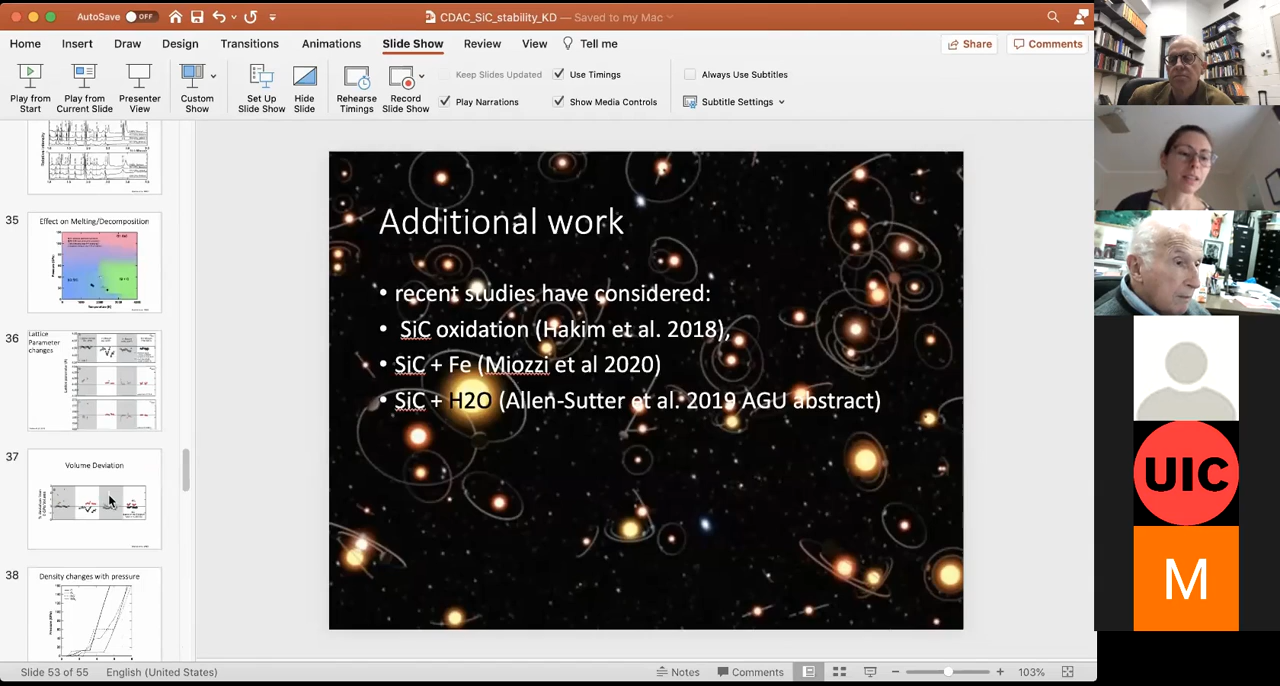 AutoSave OFF CDAC_SiC_stability_KD — Saved to my Mac
Home Insert Draw Design Transitions Animations Slide Show Review View Tell me Share Comments
Play from Start
Play from Current Slide
Presenter View
Custom Show
Set Up Slide Show
Hide Slide
Rehearse Timings
Record Slide Show
Keep Slides Updated
Use Timings
Always Use Subtitles
Play Narrations
Show Media Controls
Subtitle Settings
35
Effect on Melting/Decomposition
36
Lattice
Parameter
changes
37
Volume Deviation
38
Density changes with pressure
Additional work
• recent studies have considered:
• SiC oxidation (Hakim et al. 2018),
• SiC + Fe (Miozzi et al 2020)
• SiC + H2O (Allen-Sutter et al. 2019 AGU abstract)
UIC
M
Slide 53 of 55 English (United States) Notes Comments 103%